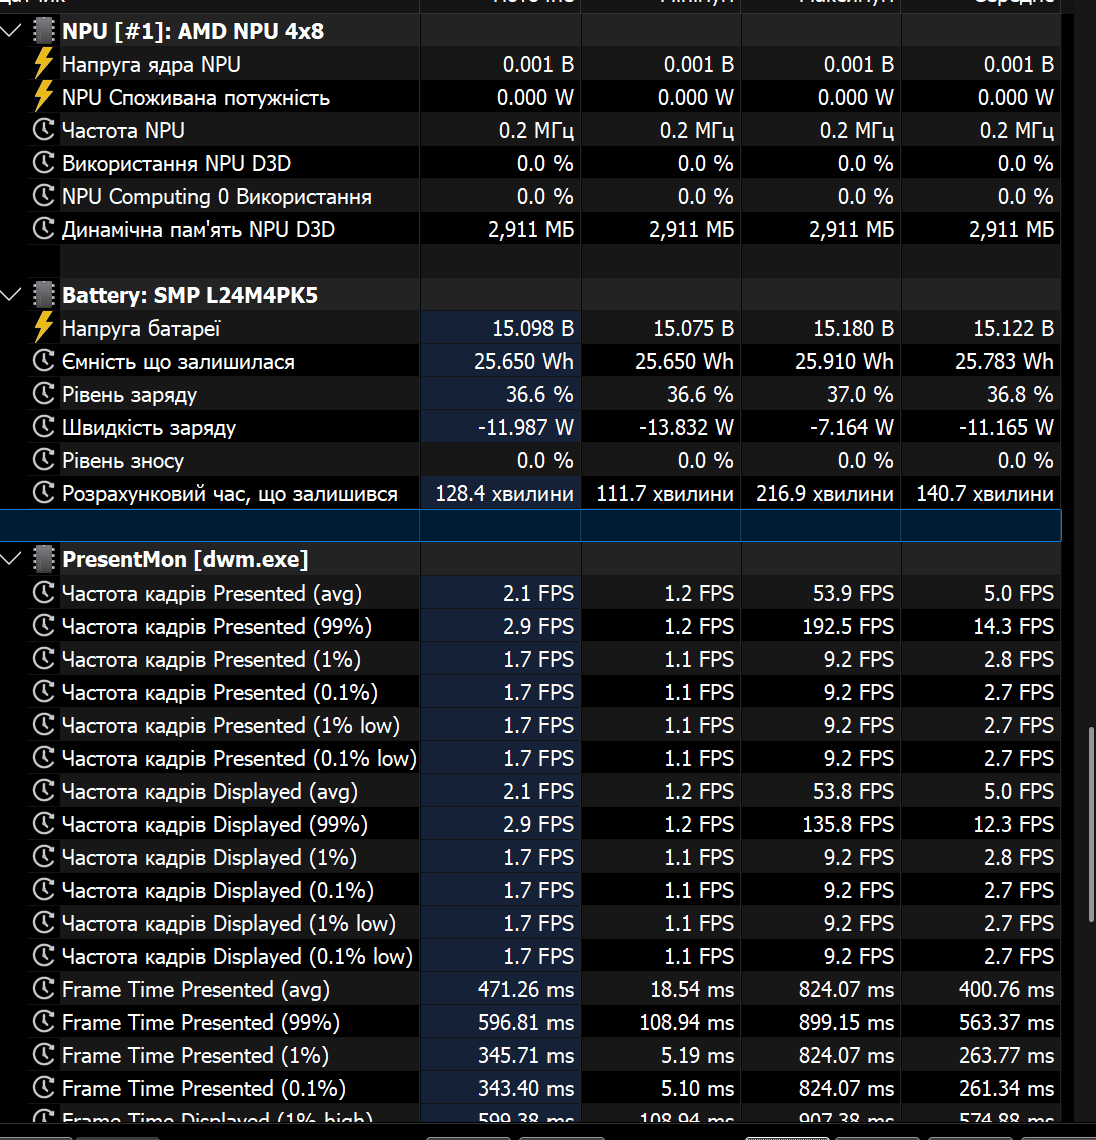 Датчик Поточне Мінімум Максимум Середнє
NPU [#1]: AMD NPU 4x8
Напруга ядра NPU 0.001 В 0.001 В 0.001 В 0.001 В
NPU Споживана потужність 0.000 W 0.000 W 0.000 W 0.000 W
Частота NPU 0.2 МГц 0.2 МГц 0.2 МГц 0.2 МГц
Використання NPU D3D 0.0 % 0.0 % 0.0 % 0.0 %
NPU Computing 0 Використання 0.0 % 0.0 % 0.0 % 0.0 %
Динамічна пам'ять NPU D3D 2,911 МБ 2,911 МБ 2,911 МБ 2,911 МБ
Battery: SMP L24M4PK5
Напруга батареї 15.098 В 15.075 В 15.180 В 15.122 В
Ємність що залишилася 25.650 Wh 25.650 Wh 25.910 Wh 25.783 Wh
Рівень заряду 36.6 % 36.6 % 37.0 % 36.8 %
Швидкість заряду -11.987 W -13.832 W -7.164 W -11.165 W
Рівень зносу 0.0 % 0.0 % 0.0 % 0.0 %
Розрахунковий час, що залишився 128.4 хвилини 111.7 хвилини 216.9 хвилини 140.7 хвилини
PresentMon [dwm.exe]
Частота кадрів Presented (avg) 2.1 FPS 1.2 FPS 53.9 FPS 5.0 FPS
Частота кадрів Presented (99%) 2.9 FPS 1.2 FPS 192.5 FPS 14.3 FPS
Частота кадрів Presented (1%) 1.7 FPS 1.1 FPS 9.2 FPS 2.8 FPS
Частота кадрів Presented (0.1%) 1.7 FPS 1.1 FPS 9.2 FPS 2.7 FPS
Частота кадрів Presented (1% low) 1.7 FPS 1.1 FPS 9.2 FPS 2.7 FPS
Частота кадрів Presented (0.1% low) 1.7 FPS 1.1 FPS 9.2 FPS 2.7 FPS
Частота кадрів Displayed (avg) 2.1 FPS 1.2 FPS 53.8 FPS 5.0 FPS
Частота кадрів Displayed (99%) 2.9 FPS 1.2 FPS 135.8 FPS 12.3 FPS
Частота кадрів Displayed (1%) 1.7 FPS 1.1 FPS 9.2 FPS 2.8 FPS
Частота кадрів Displayed (0.1%) 1.7 FPS 1.1 FPS 9.2 FPS 2.7 FPS
Частота кадрів Displayed (1% low) 1.7 FPS 1.1 FPS 9.2 FPS 2.7 FPS
Частота кадрів Displayed (0.1% low) 1.7 FPS 1.1 FPS 9.2 FPS 2.7 FPS
Frame Time Presented (avg) 471.26 ms 18.54 ms 824.07 ms 400.76 ms
Frame Time Presented (99%) 596.81 ms 108.94 ms 899.15 ms 563.37 ms
Frame Time Presented (1%) 345.71 ms 5.19 ms 824.07 ms 263.77 ms
Frame Time Presented (0.1%) 343.40 ms 5.10 ms 824.07 ms 261.34 ms
Frame Time Displayed (1% high) 599.38 ms 108.94 ms 907.38 ms 574.88 ms